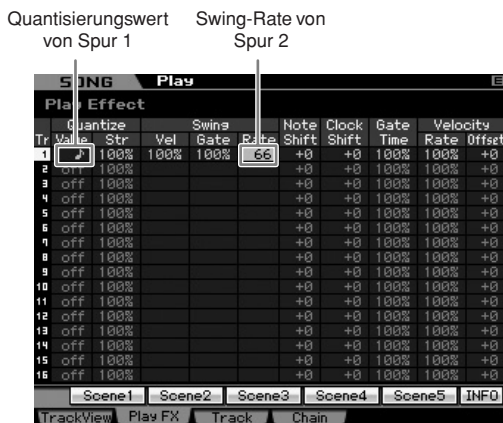 Quantisierungswert von Spur 1
Swing-Rate von Spur 2
SONG Play
Play Effect
Quantize Swing Note Clock Gate Velocity
Tr Value Str Vel Gate Rate Shift Shift Time Rate Offset
1 ♪ 100% 100% 100% 66 +0 +0 100% 100% +0
2 off 100% +0 +0 100% 100% +0
3 off 100% +0 +0 100% 100% +0
4 off 100% +0 +0 100% 100% +0
5 off 100% +0 +0 100% 100% +0
6 off 100% +0 +0 100% 100% +0
7 off 100% +0 +0 100% 100% +0
8 off 100% +0 +0 100% 100% +0
9 off 100% +0 +0 100% 100% +0
10 off 100% +0 +0 100% 100% +0
11 off 100% +0 +0 100% 100% +0
12 off 100% +0 +0 100% 100% +0
13 off 100% +0 +0 100% 100% +0
14 off 100% +0 +0 100% 100% +0
15 off 100% +0 +0 100% 100% +0
16 off 100% +0 +0 100% 100% +0
Scene1 Scene2 Scene3 Scene4 Scene5 INFO
TrackView Play FX Track Chain